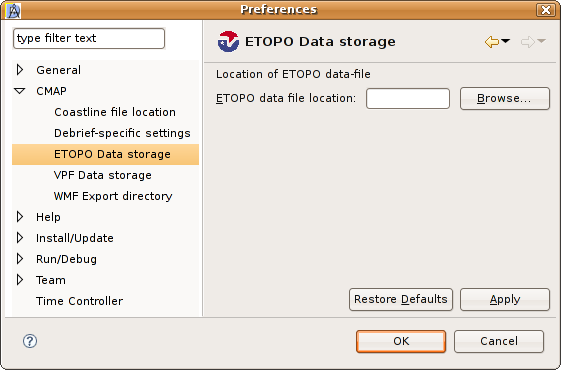 Preferences
type filter text
General
CMAP
Coastline file location
Debrief-specific settings
ETOPO Data storage
VPF Data storage
WMF Export directory
Help
Install/Update
Run/Debug
Team
Time Controller
ETOPO Data storage
Location of ETOPO data-file
ETOPO data file location:
Browse...
Restore Defaults
Apply
?
OK
Cancel